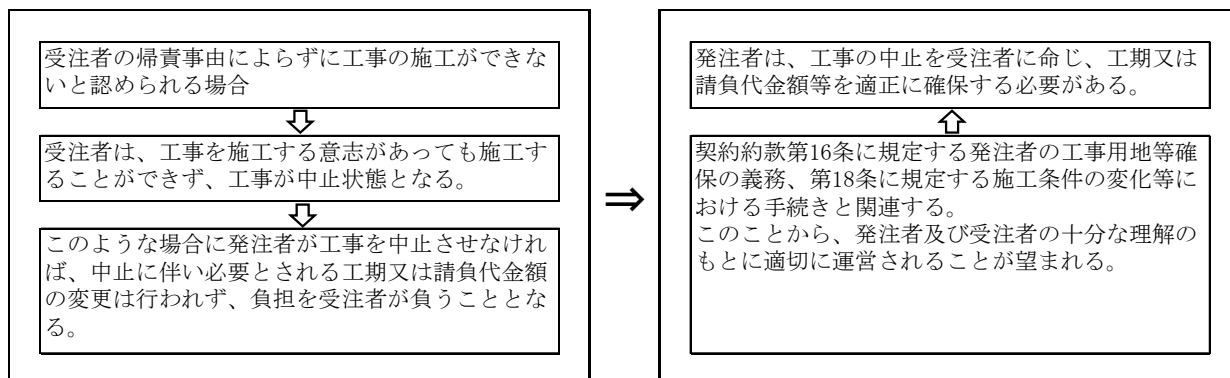 受注者の帰責事由によらずに工事の施工ができな
いと認められる場合
受注者は、工事を施工する意志があっても施工す
ることができず、工事が中止状態となる。
このような場合に発注者が工事を中止させなけれ
ば、中止に伴い必要とされる工期又は請負代金額
の変更は行われず、負担を受注者が負うこととな
る。
⇒
発注者は、工事の中止を受注者に命じ、工期又は
請負代金額等を適正に確保する必要がある。
契約約款第16条に規定する発注者の工事用地等確
保の義務、第18条に規定する施工条件の変化等に
おける手続きと関連する。
このことから、発注者及び受注者の十分な理解の
もとに適切に運営されることが望まれる。